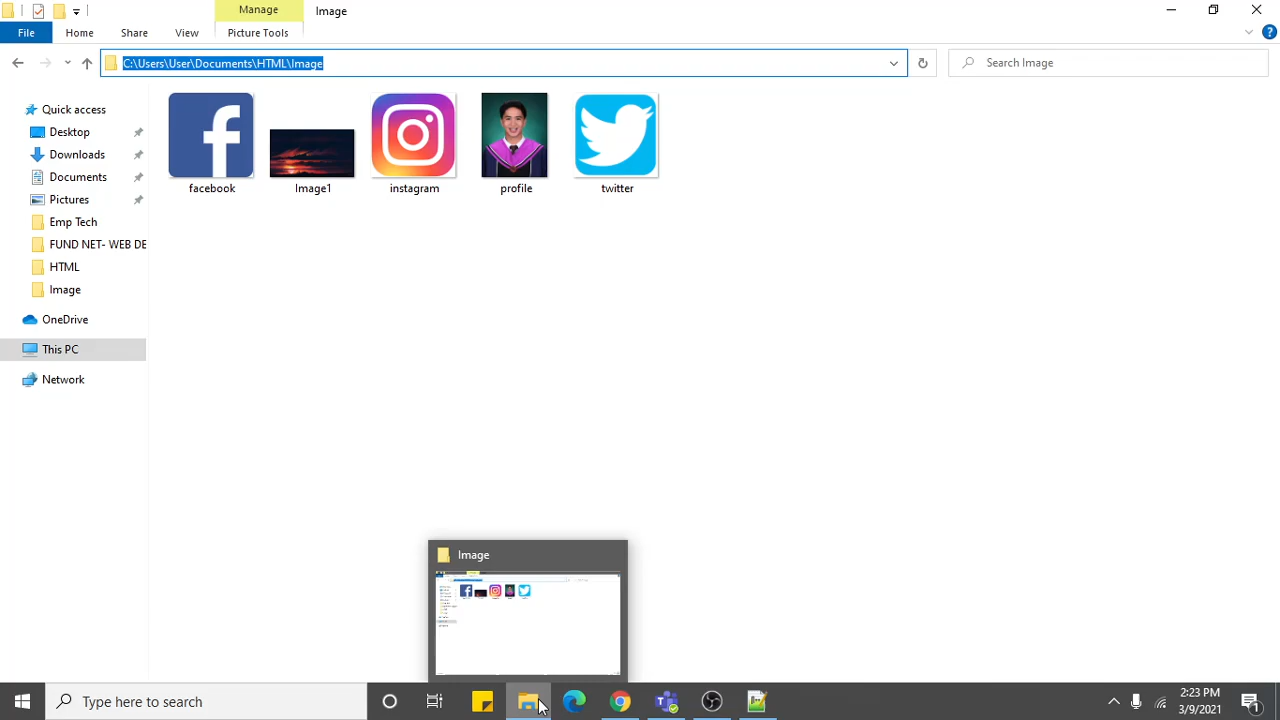 Manage
Image
File
Home
Share
View
Picture Tools
C:\Users\User\Documents\HTML\Image
Search Image
Quick access
Desktop
Downloads
Documents
Pictures
Emp Tech
FUND NET- WEB DE
HTML
Image
OneDrive
This PC
Network
facebook
Image1
instagram
profile
twitter
Image
Type here to search
2:23 PM
3/9/2021
1